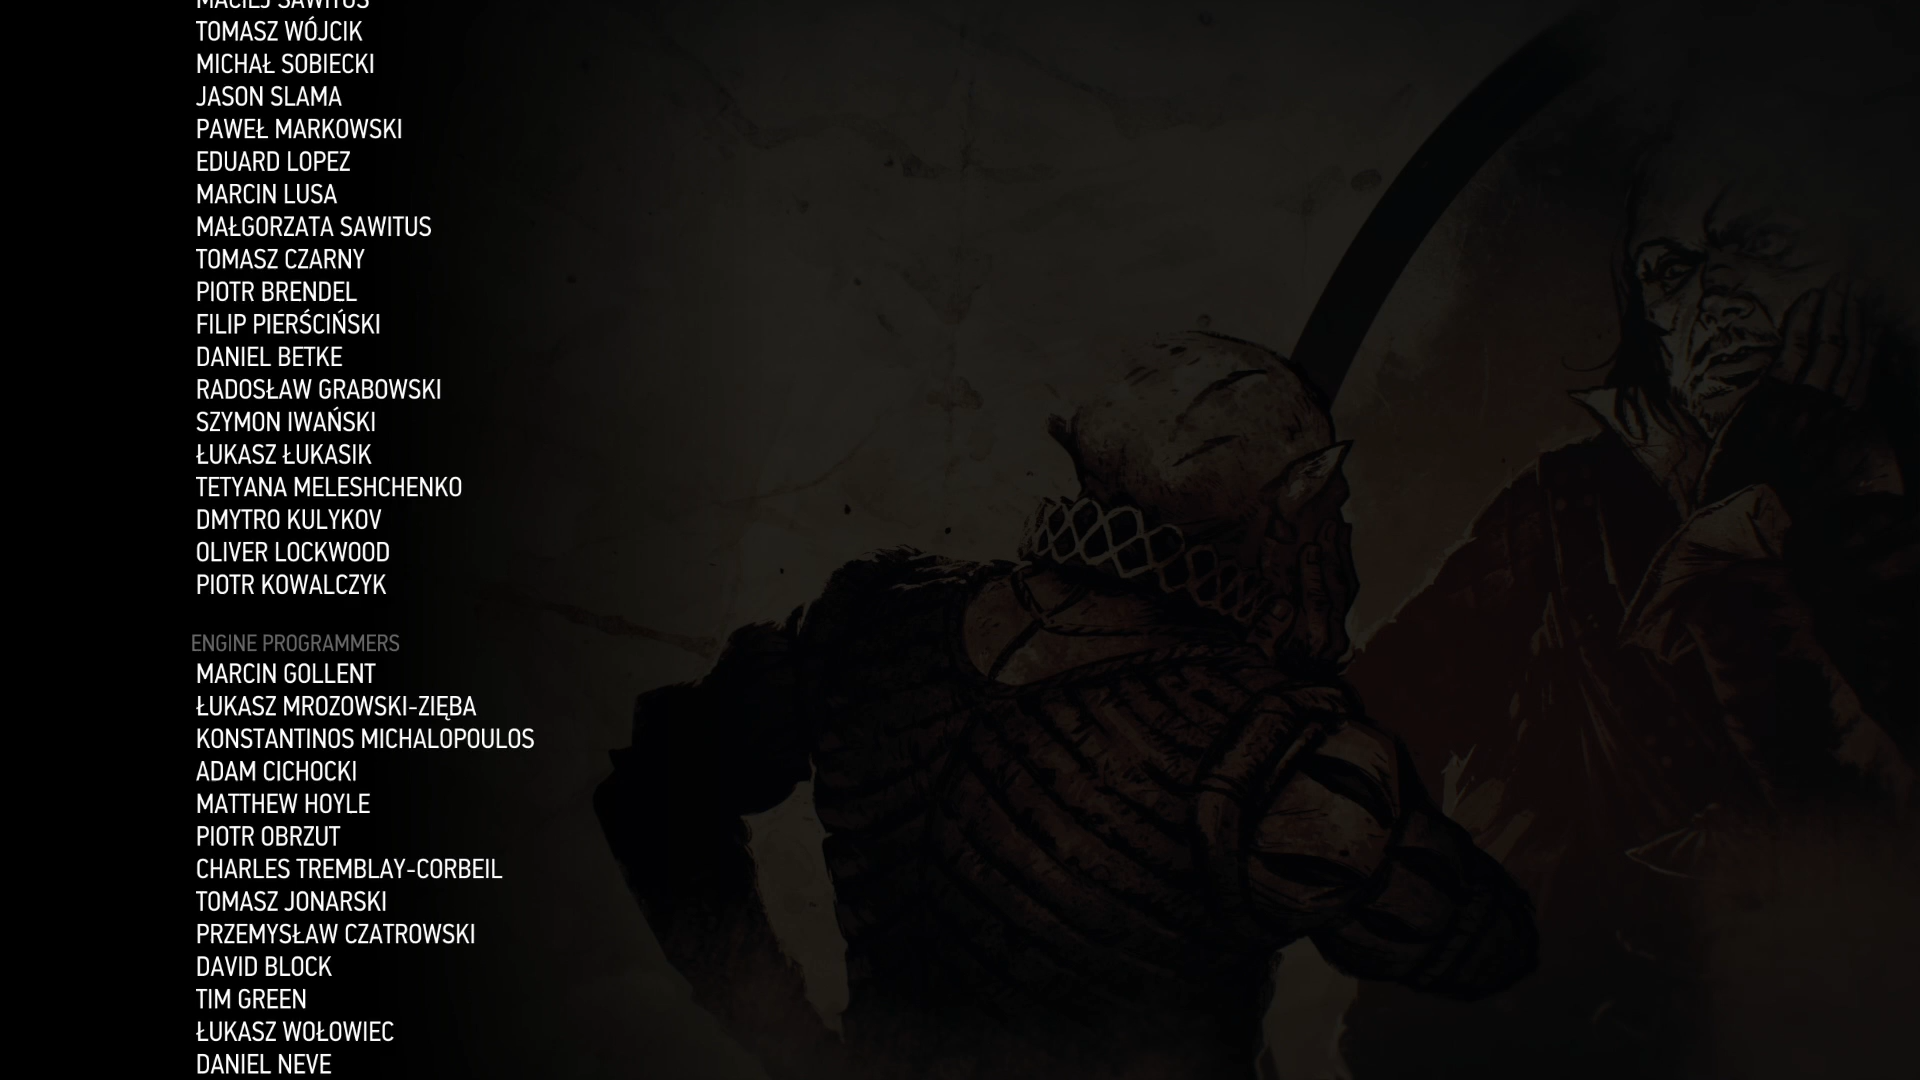 MACIEJ SAWITUS
TOMASZ WÓJCIK
MICHAŁ SOBIECKI
JASON SLAMA
PAWEŁ MARKOWSKI
EDUARD LOPEZ
MARCIN LUSA
MAŁGORZATA SAWITUS
TOMASZ CZARNY
PIOTR BRENDEL
FILIP PIERŚCIŃSKI
DANIEL BETKE
RADOSŁAW GRABOWSKI
SZYMON IWAŃSKI
ŁUKASZ ŁUKASIK
TETYANA MELESHCHENKO
DMYTRO KULYKOV
OLIVER LOCKWOOD
PIOTR KOWALCZYK
ENGINE PROGRAMMERS
MARCIN GOLLENT
ŁUKASZ MROZOWSKI-ZIĘBA
KONSTANTINOS MICHALOPOULOS
ADAM CICHOCKI
MATTHEW HOYLE
PIOTR OBRZUT
CHARLES TREMBLAY-CORBEIL
TOMASZ JONARSKI
PRZEMYSŁAW CZATROWSKI
DAVID BLOCK
TIM GREEN
ŁUKASZ WOŁOWIEC
DANIEL NEVE